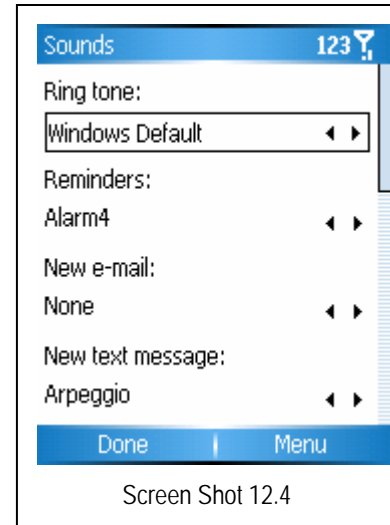 Sounds 123
Ring tone:
Windows Default
Reminders:
Alarm4
New e-mail:
None
New text message:
Arpeggio
Done Menu
Screen Shot 12.4